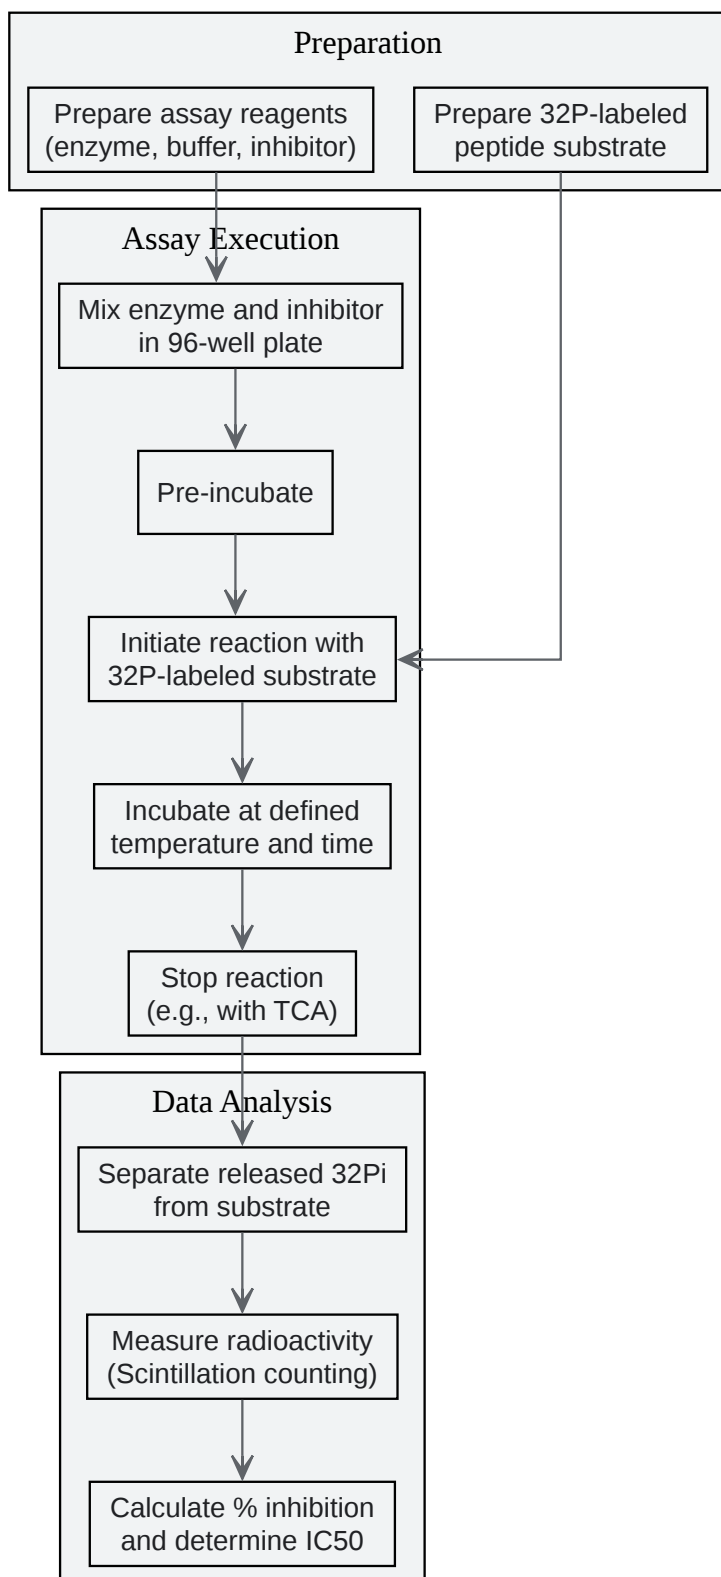 Preparation
Prepare assay reagents
(enzyme, buffer, inhibitor)
Prepare 32P-labeled
peptide substrate
Assay Execution
Mix enzyme and inhibitor
in 96-well plate
Pre-incubate
Initiate reaction with
32P-labeled substrate
Incubate at defined
temperature and time
Stop reaction
(e.g., with TCA)
Data Analysis
Separate released 32Pi
from substrate
Measure radioactivity
(Scintillation counting)
Calculate % inhibition
and determine IC50